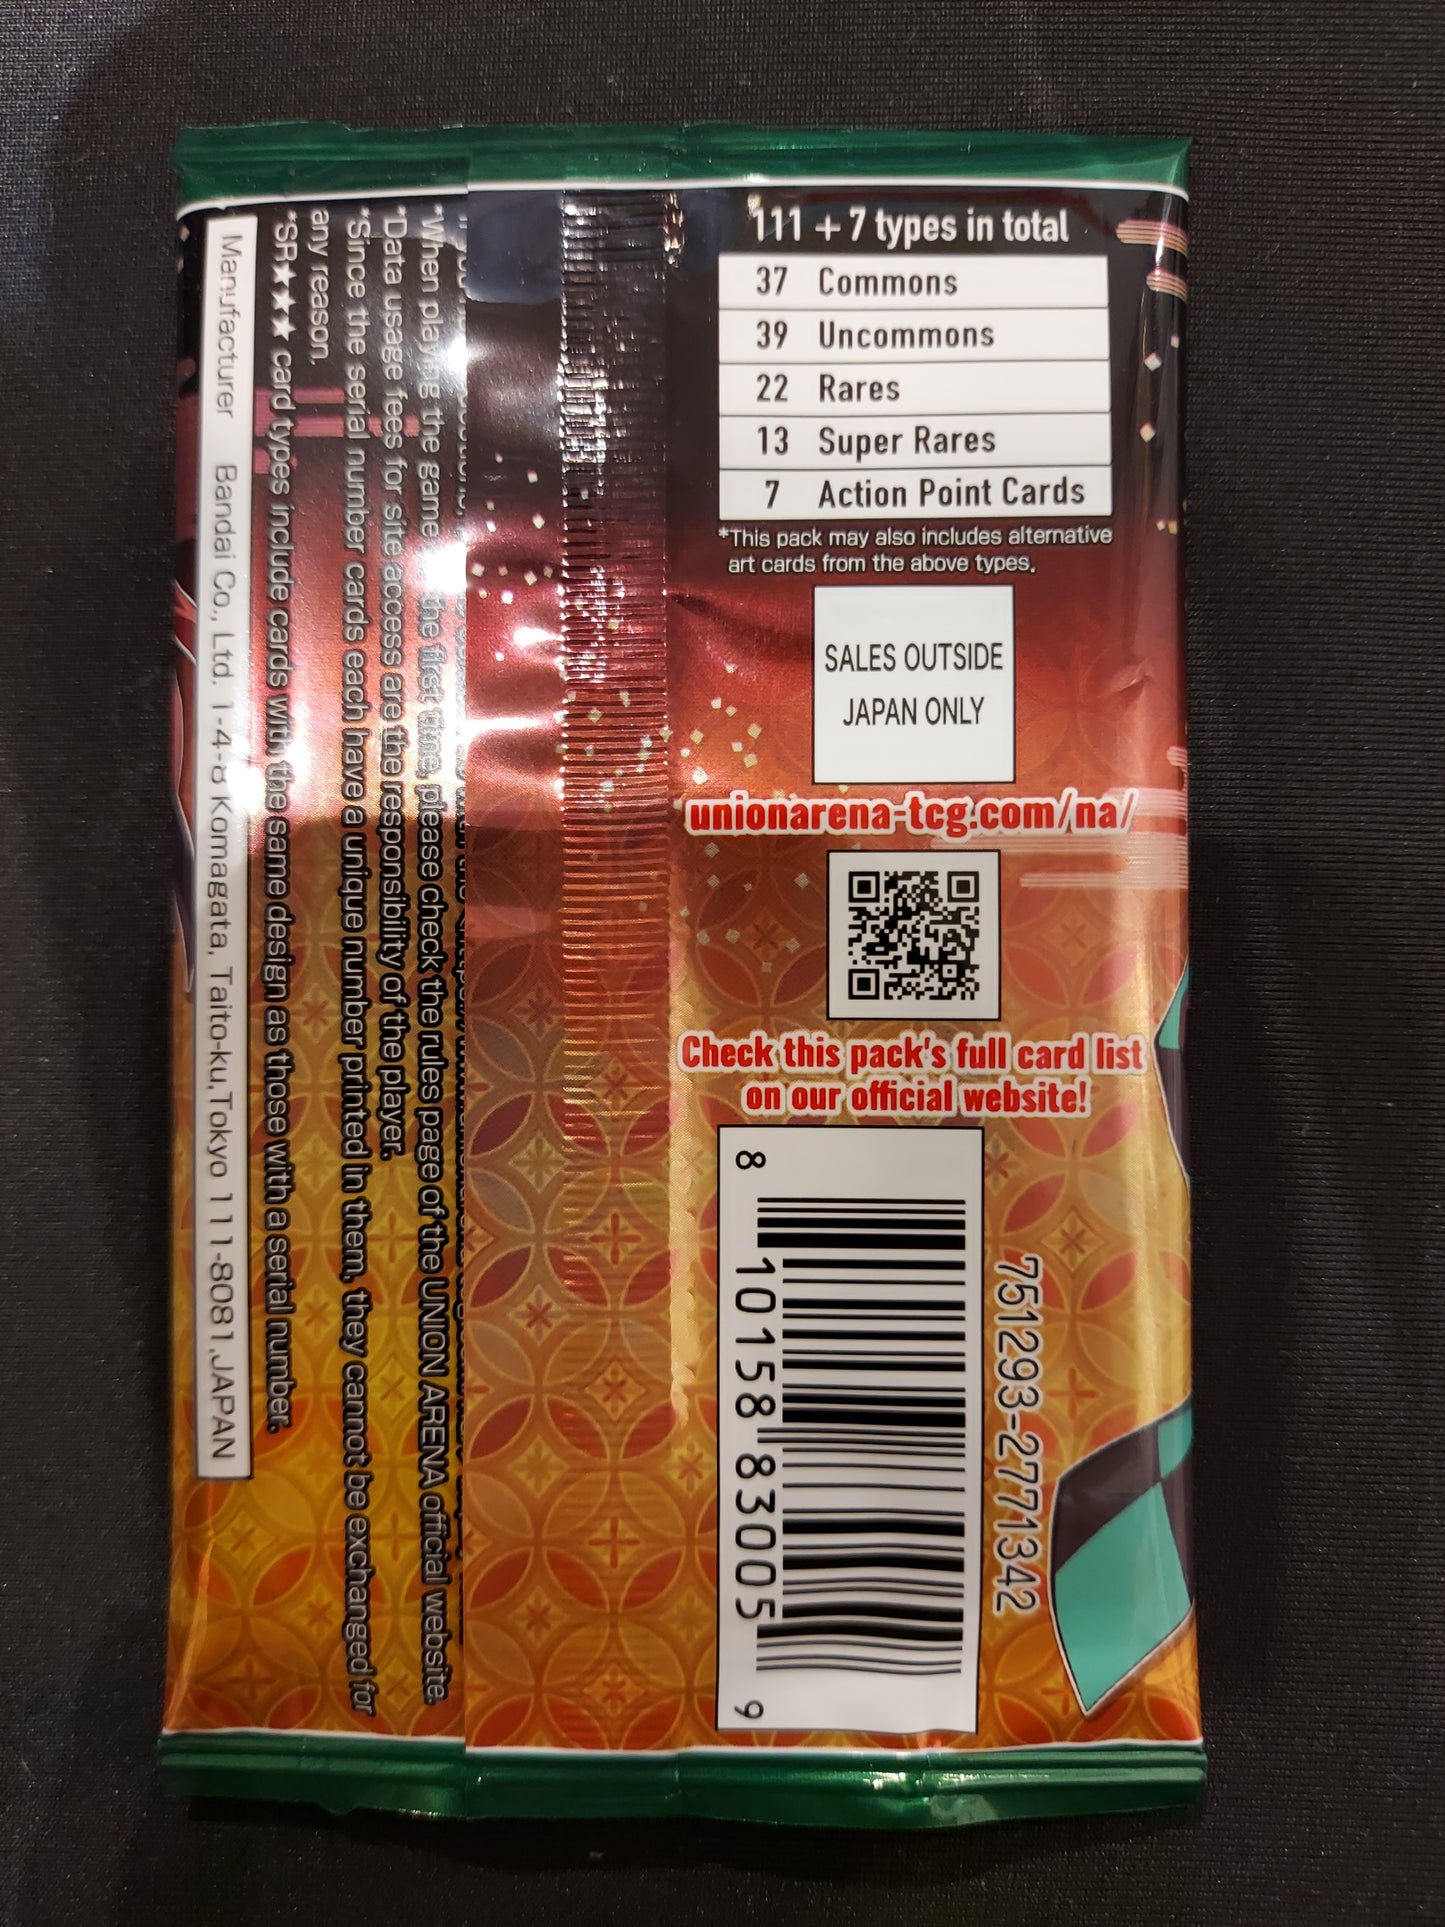 111 + 7 types in total
37 Commons
39 Uncommons
22 Rares
13 Super Rares
7 Action Point Cards
*This pack may also includes alternative
art cards from the above types.
SALES OUTSIDE
JAPAN ONLY
unionarena-tcg.com/na/
Check this pack's full card list
on our official website!
8 10158 83005 9
751293-2771342
*When playing the game the first time, please check the rules page of the UNION ARENA official website.
*Data usage fees for site access are the responsibility of the player.
*Since the serial number cards each have a unique number printed in them, they cannot be exchanged for
any reason.
*SR★★★ card types include cards with the same design as those with a serial number.
Manufacturer Bandai Co., Ltd. 1-4-8 Komagata, Taito-ku,Tokyo 111-8081,JAPAN